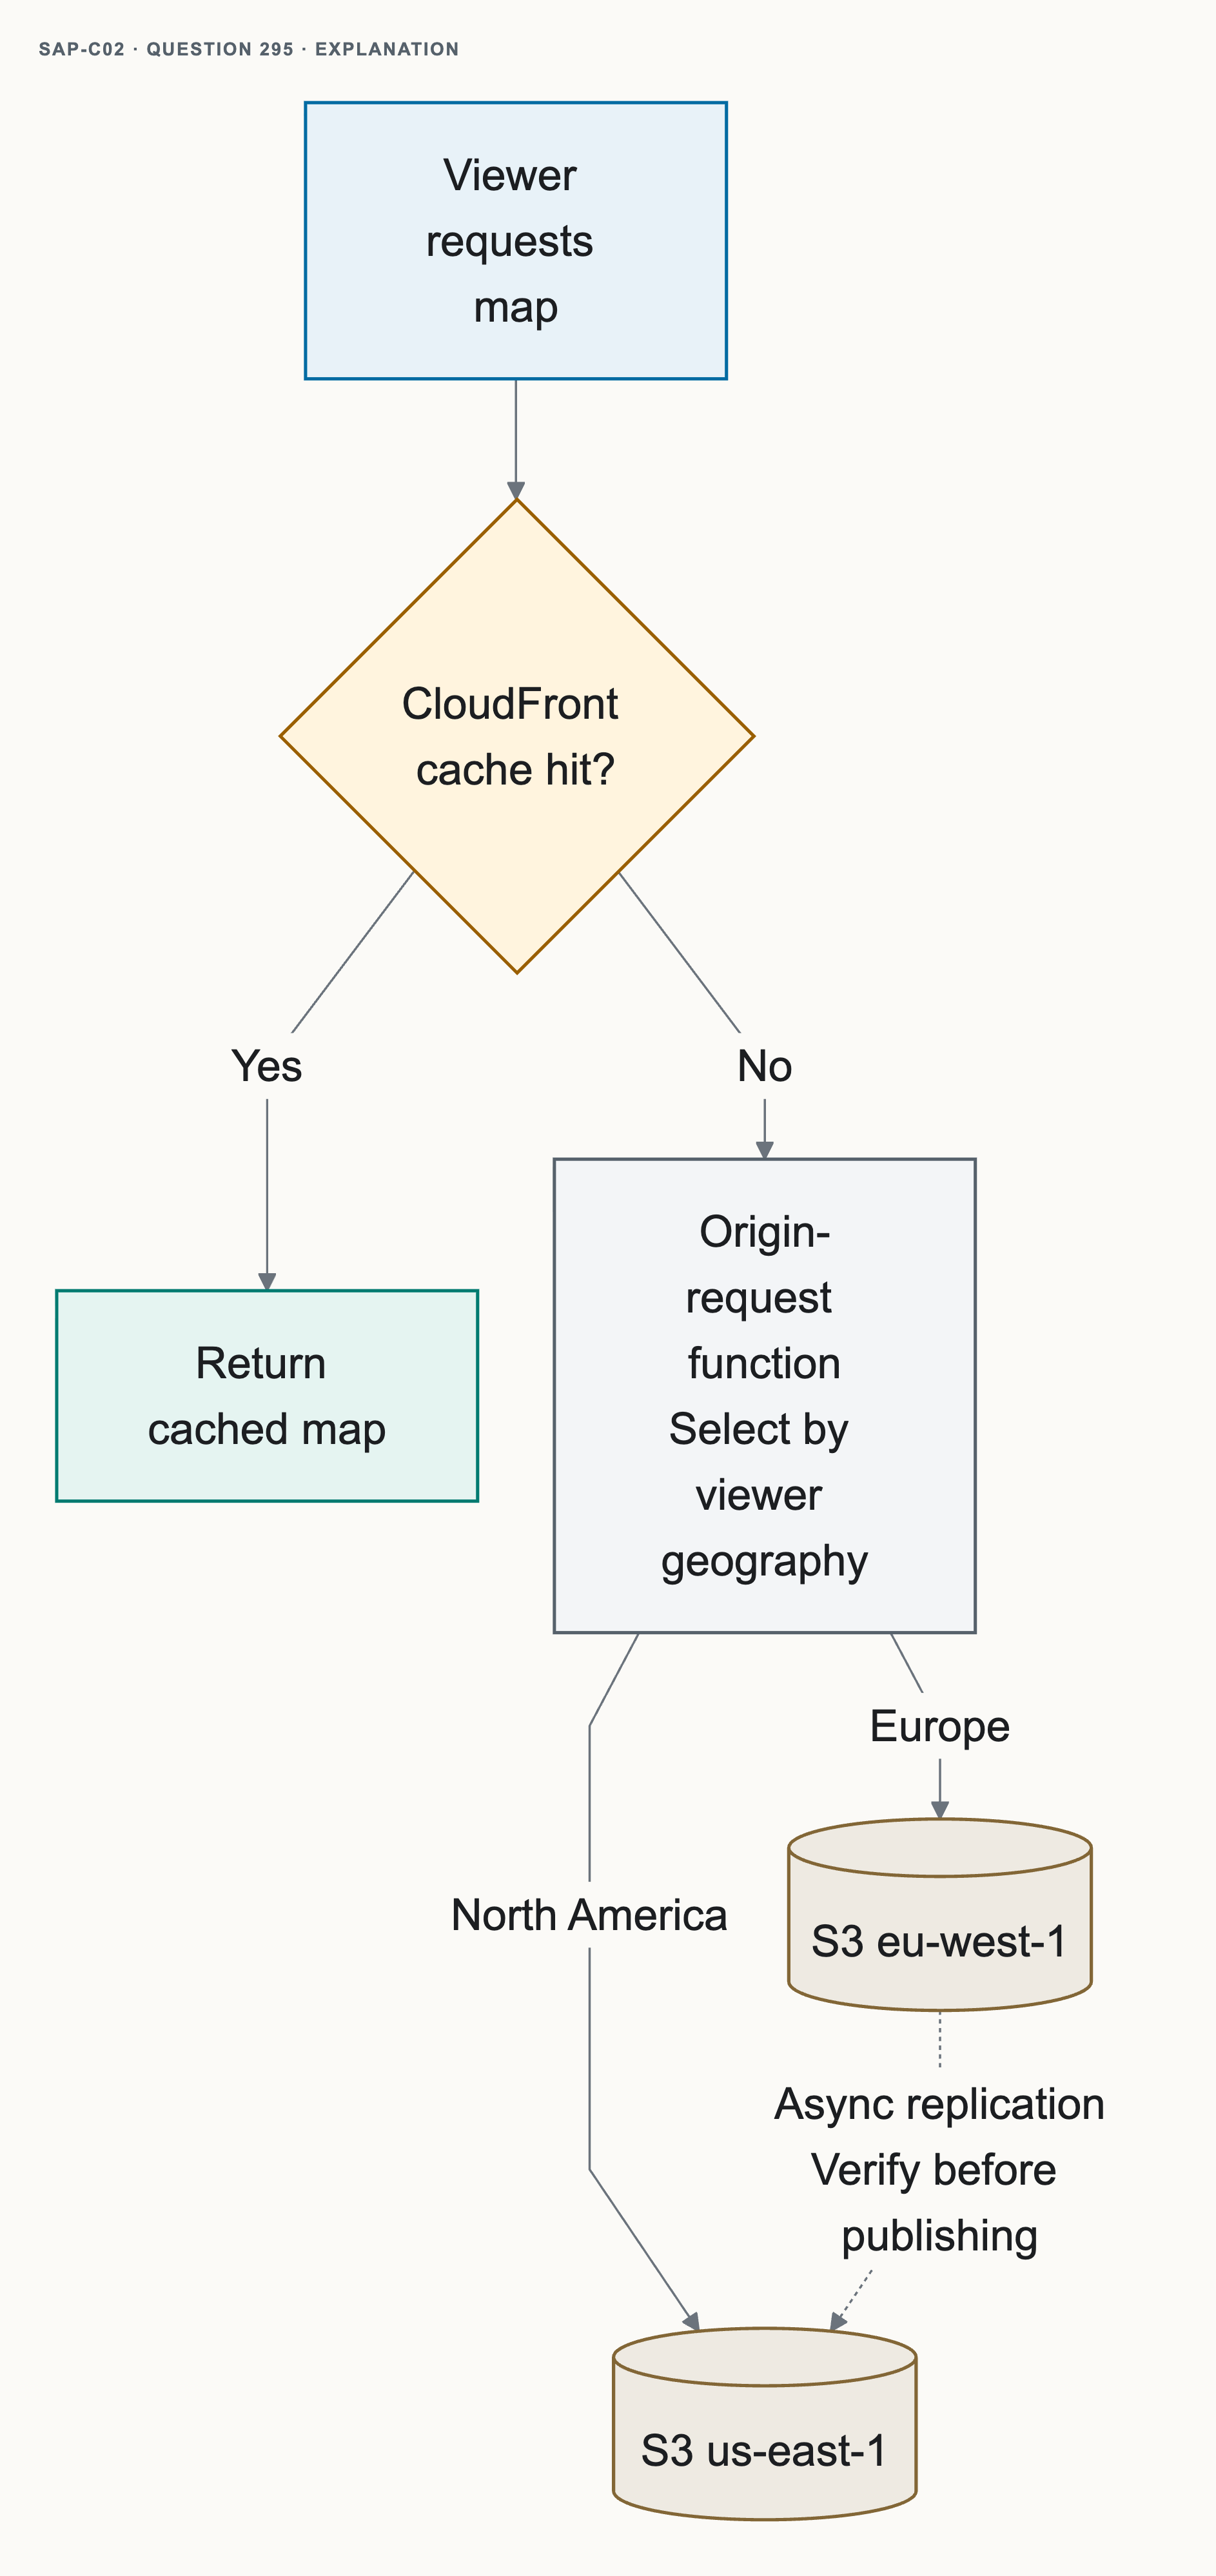 SAP-C02 · QUESTION 295 · EXPLANATION
Viewer
requests
map
CloudFront
cache hit?
Yes
No
Return
cached map
Origin-
request
function
Select by
viewer
geography
Europe
North America
S3 eu-west-1
Async replication
Verify before
publishing
S3 us-east-1